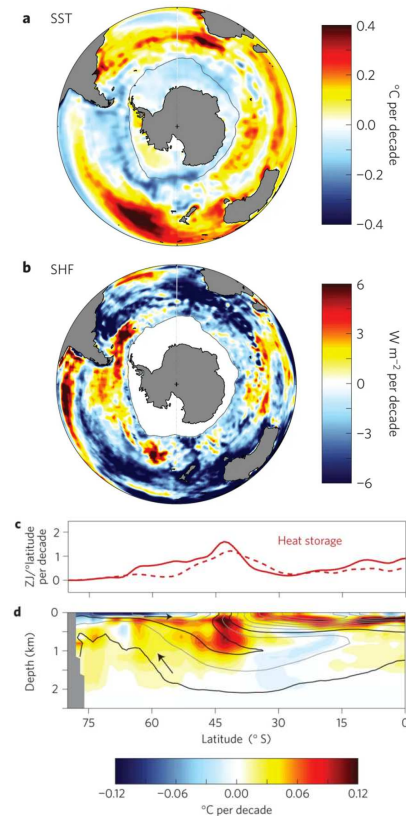 a SST
0.4
0.2
0.0
−0.2
−0.4
°C per decade
b SHF
6
3
0
−3
−6
W m−2 per decade
c
ZJ/°latitude
per decade
2
1
0
Heat storage
d
Depth (km)
0
1
2
75 60 45 30 15 0
Latitude (° S)
−0.12 −0.06 0.00 0.06 0.12
°C per decade